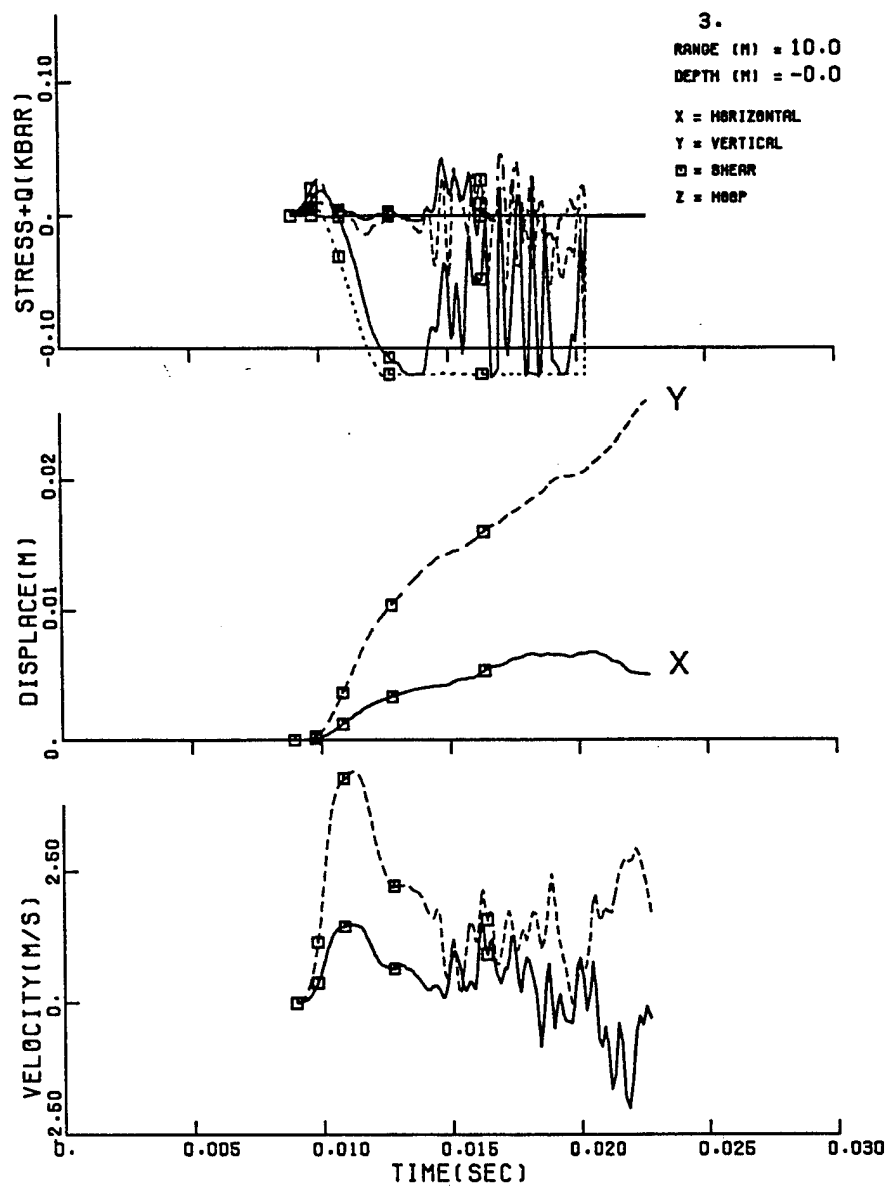 3.
RANGE (M) = 10.0
DEPTH (M) = -0.0
X = HORIZONTAL
Y = VERTICAL
= SHEAR
Z = HOOP
STRESS+Q(KBAR)
0.10
0.
-0.10
Y
DISPLACE(M)
0.02
0.01
0.
X
VELOCITY(M/S)
2.50
0.
-2.50
0. 0.005 0.010 0.015 0.020 0.025 0.030
TIME(SEC)